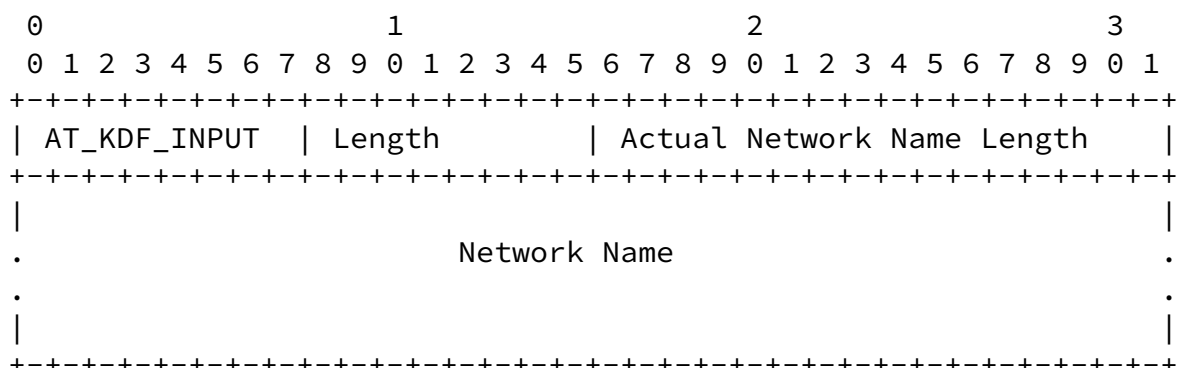 0                   1                   2                   3
 0 1 2 3 4 5 6 7 8 9 0 1 2 3 4 5 6 7 8 9 0 1 2 3 4 5 6 7 8 9 0 1
+-+-+-+-+-+-+-+-+-+-+-+-+-+-+-+-+-+-+-+-+-+-+-+-+-+-+-+-+-+-+-+-+
| AT_KDF_INPUT  | Length        | Actual Network Name Length    |
+-+-+-+-+-+-+-+-+-+-+-+-+-+-+-+-+-+-+-+-+-+-+-+-+-+-+-+-+-+-+-+-+
|                                                               |
.                        Network Name                           .
.                                                               .
|                                                               |
+-+-+-+-+-+-+-+-+-+-+-+-+-+-+-+-+-+-+-+-+-+-+-+-+-+-+-+-+-+-+-+-+